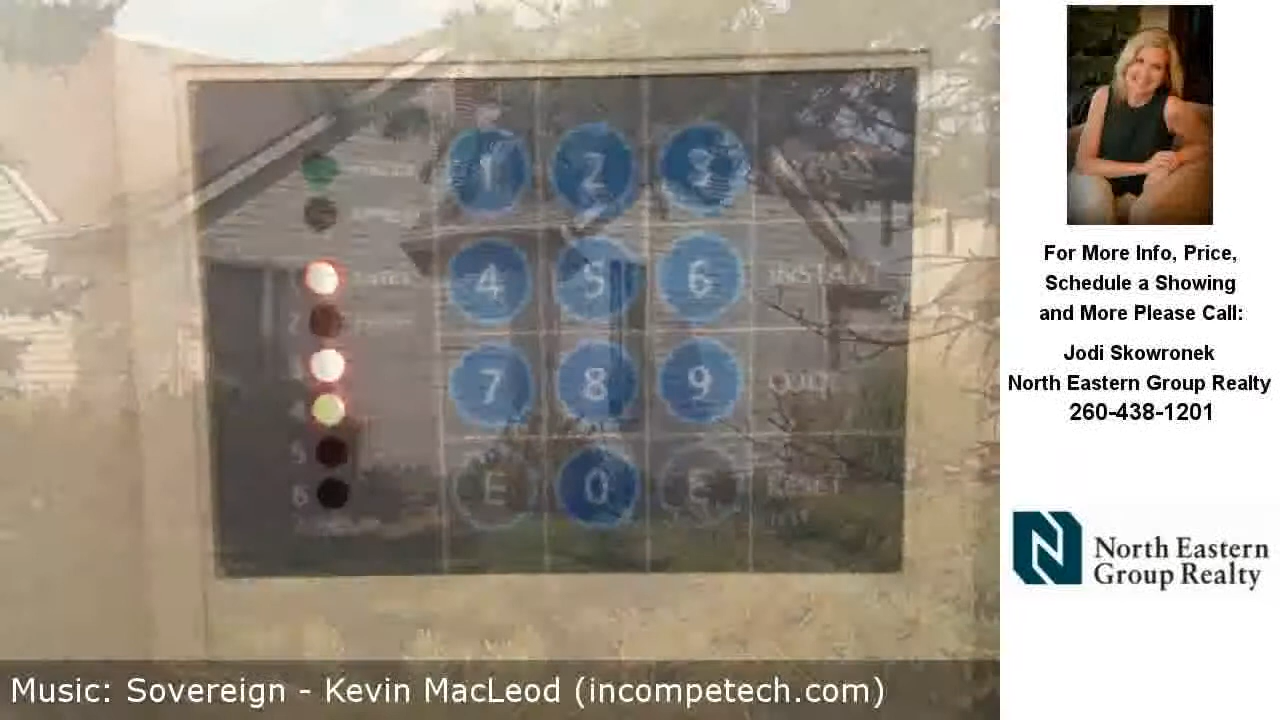 1 2 3
4 5 6 INSTANT
7 8 9
E 0 E RESET
6
For More Info, Price,
Schedule a Showing
and More Please Call:
Jodi Skowronek
North Eastern Group Realty
260-438-1201
N North Eastern
Group Realty
Music: Sovereign - Kevin MacLeod (incompetech.com)